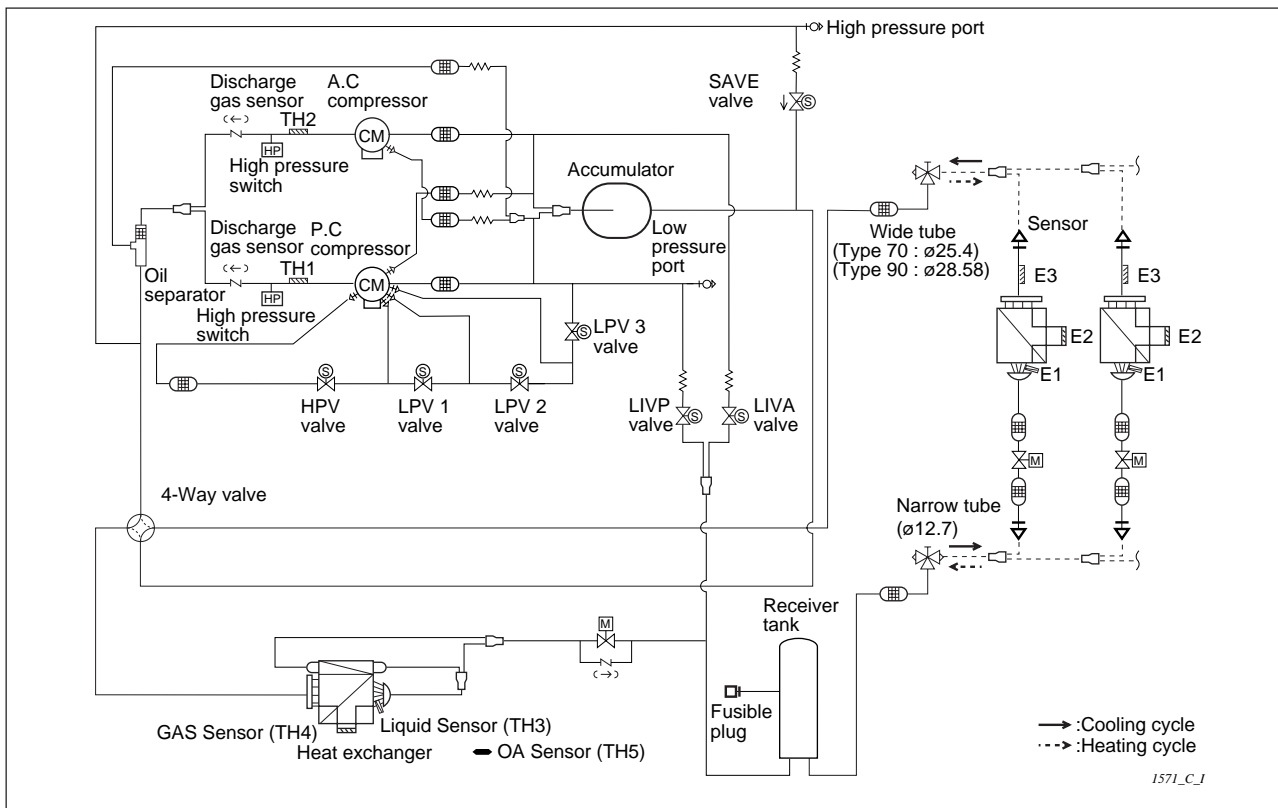 High pressure port
Discharge
gas sensor
A.C
compressor
SAVE
valve
S
TH2
CM
HP
High pressure
switch
Accumulator
Discharge
gas sensor
P.C
compressor
Low
pressure
port
Wide tube
(Type 70 : ø25.4)
(Type 90 : ø28.58)
Sensor
TH1
CM
E3
E3
Oil
separator
HP
High pressure
switch
S
LPV 3
valve
E2
E2
E1
E1
S
S
S
HPV
valve
LPV 1
valve
LPV 2
valve
LIVP
valve
S
LIVA
valve
S
M
M
4-Way valve
Narrow tube
(ø12.7)
Receiver
tank
M
Fusible
plug
GAS Sensor (TH4)
Liquid Sensor (TH3)
Heat exchanger
OA Sensor (TH5)
:Cooling cycle
:Heating cycle
1571_C_I